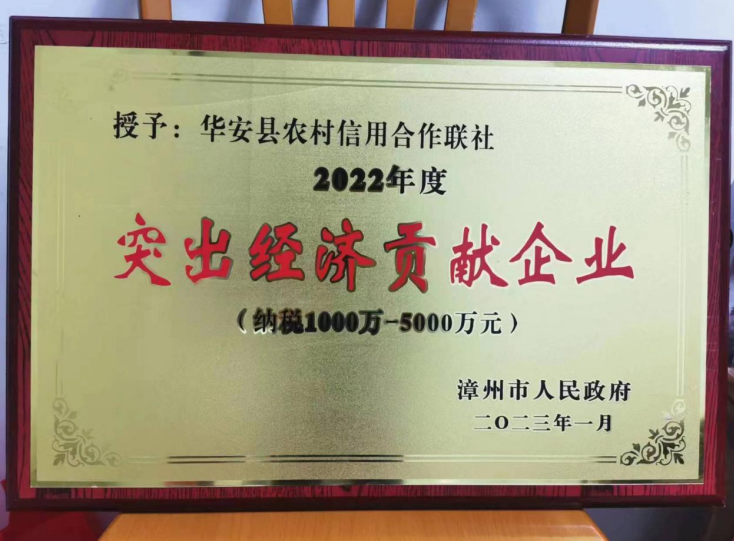 授予：华安县农村信用合作联社
2022年度
突出经济贡献企业
（纳税1000万-5000万元）
漳州市人民政府
二〇二三年一月